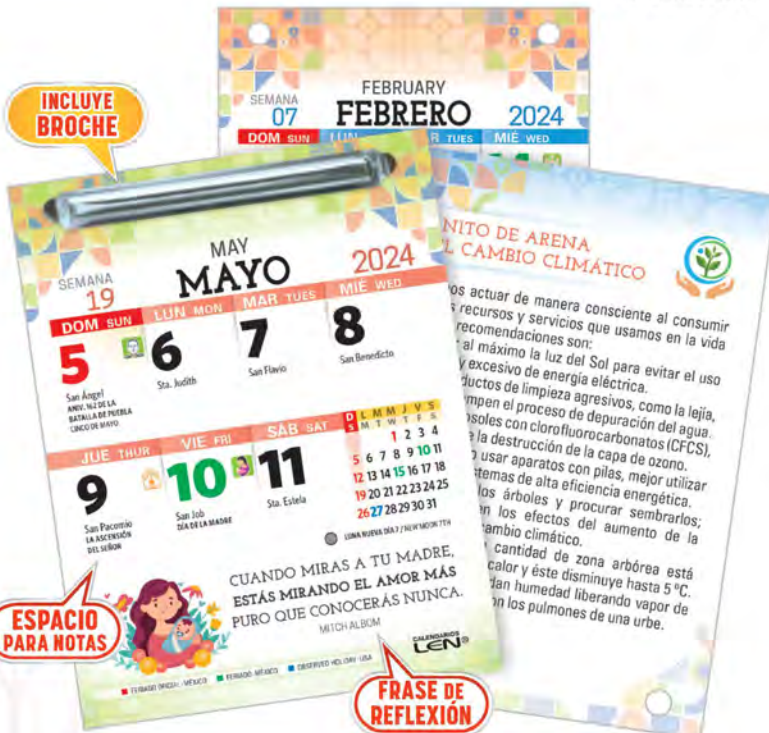 INCLUYE
BROCHE
FEBRUARY
SEMANA
07
FEBRERO
2024
DOM SUN
LUN
TUES
MIÉ WED
MAY
SEMANA
19
MAYO
2024
DOM SUN
LUN MON
MAR TUES
MIÉ WED
5
6
7
8
San Ángel
ANIV. 162 DE LA
BATALLA DE PUEBLA
CINCO DE MAYO
Sta. Judith
San Flavio
San Benedicto
JUE THUR
VIE FRI
SÁB SAT
9
10
11
San Pacomio
LA ASCENSIÓN
DEL SEÑOR
San Job
DÍA DE LA MADRE
Sta. Estela
D L M M J V S
S M T W T F S
1 2 3 4
5 6 7 8 9 10 11
12 13 14 15 16 17 18
19 20 21 22 23 24 25
26 27 28 29 30 31
LUNA NUEVA DÍA 7 / NEW MOON 7TH
CUANDO MIRAS A TU MADRE,
ESTÁS MIRANDO EL AMOR MÁS
PURO QUE CONOCERÁS NUNCA.
MITCH ALBOM
CALENDARIOS
LEN®
FERIADO OFICIAL-MÉXICO
FERIADO-MÉXICO
OBSERVED HOLIDAY-USA
ESPACIO
PARA NOTAS
FRASE DE
REFLEXIÓN
NITO DE ARENA
L CAMBIO CLIMÁTICO
os actuar de manera consciente al consumir
s recursos y servicios que usamos en la vida
recomendaciones son:
al máximo la luz del Sol para evitar el uso
y excesivo de energía eléctrica.
ductos de limpieza agresivos, como la lejía,
mpen el proceso de depuración del agua.
osoles con clorofluorocarbonatos (CFCS),
e la destrucción de la capa de ozono.
o usar aparatos con pilas, mejor utilizar
temas de alta eficiencia energética.
los árboles y procurar sembrarlos;
en los efectos del aumento de la
cambio climático.
cantidad de zona arbórea está
calor y éste disminuye hasta 5 ºC.
dan humedad liberando vapor de
on los pulmones de una urbe.